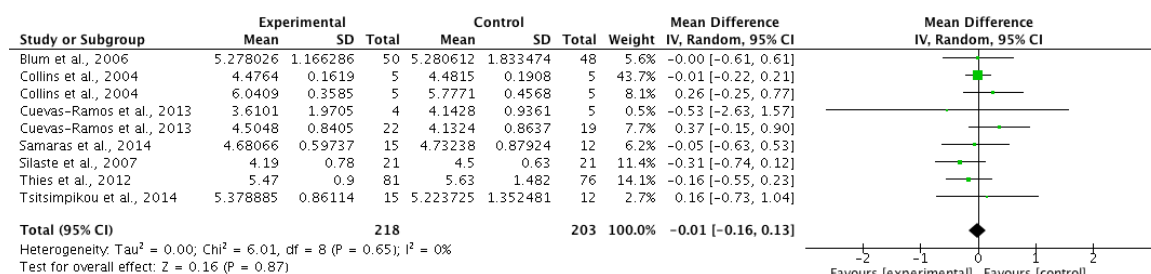 Experimental Control Mean Difference Mean Difference
Study or Subgroup Mean SD Total Mean SD Total Weight IV, Random, 95% CI IV, Random, 95% CI
Blum et al., 2006 5.278026 1.166286 50 5.280612 1.833474 48 5.6% -0.00 [-0.61, 0.61]
Collins et al., 2004 4.4764 0.1619 5 4.4815 0.1908 5 43.7% -0.01 [-0.22, 0.21]
Collins et al., 2004 6.0409 0.3585 5 5.7771 0.4568 5 8.1% 0.26 [-0.25, 0.77]
Cuevas-Ramos et al., 2013 3.6101 1.9705 4 4.1428 0.9361 5 0.5% -0.53 [-2.63, 1.57]
Cuevas-Ramos et al., 2013 4.5048 0.8405 22 4.1324 0.8637 19 7.7% 0.37 [-0.15, 0.90]
Samaras et al., 2014 4.68066 0.59737 15 4.73238 0.87924 12 6.2% -0.05 [-0.63, 0.53]
Silaste et al., 2007 4.19 0.78 21 4.5 0.63 21 11.4% -0.31 [-0.74, 0.12]
Thies et al., 2012 5.47 0.9 81 5.63 1.482 76 14.1% -0.16 [-0.55, 0.23]
Tsitsimpikou et al., 2014 5.378885 0.86114 15 5.223725 1.352481 12 2.7% 0.16 [-0.73, 1.04]
Total (95% CI) 218 203 100.0% -0.01 [-0.16, 0.13]
Heterogeneity: Tau² = 0.00; Chi² = 6.01, df = 8 (P = 0.65); I² = 0%
Test for overall effect: Z = 0.16 (P = 0.87)
-2 -1 0 1 2
Favours [experimental] Favours [control]